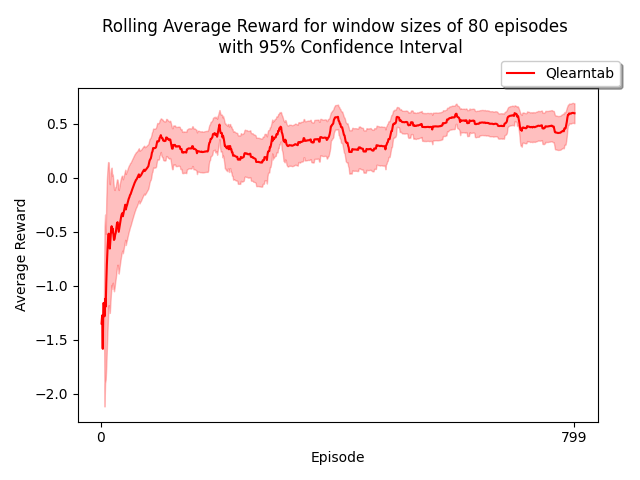 Rolling Average Reward for window sizes of 80 episodes
with 95% Confidence Interval
Qlearntab
0.5
0.0
−0.5
−1.0
−1.5
−2.0
Average Reward
0
799
Episode